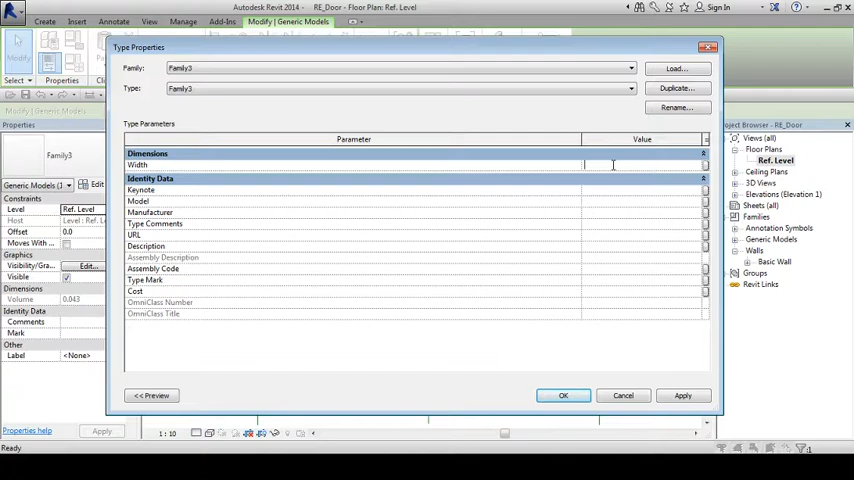 Autodesk Revit 2014 - RE_Door - Floor Plan: Ref. Level
Sign In
Create Insert Annotate View Manage Add-Ins Modify | Generic Models
Modify
Select Properties
Modify | Generic Models
Properties
Family3
Generic Models (1 Edit
Constraints
Level Ref. Level
Host Level : Ref. Le
Offset 0.0
Moves With
Graphics
Visibility/Gra... Edit...
Visible
Dimensions
Volume 0.043
Identity Data
Comments
Mark
Other
Label <None>
Properties help Apply
Type Properties
Family: Family3 Load...
Type: Family3 Duplicate...
Rename...
Type Parameters
Parameter Value
Dimensions
Width
Identity Data
Keynote
Model
Manufacturer
Type Comments
URL
Description
Assembly Description
Assembly Code
Type Mark
Cost
OmniClass Number
OmniClass Title
<< Preview OK Cancel Apply
Project Browser - RE_Door
Views (all)
Floor Plans
Ref. Level
Ceiling Plans
3D Views
Elevations (Elevation 1)
Sheets (all)
Families
Annotation Symbols
Generic Models
Walls
Basic Wall
Groups
Revit Links
1 : 10
Ready
:1